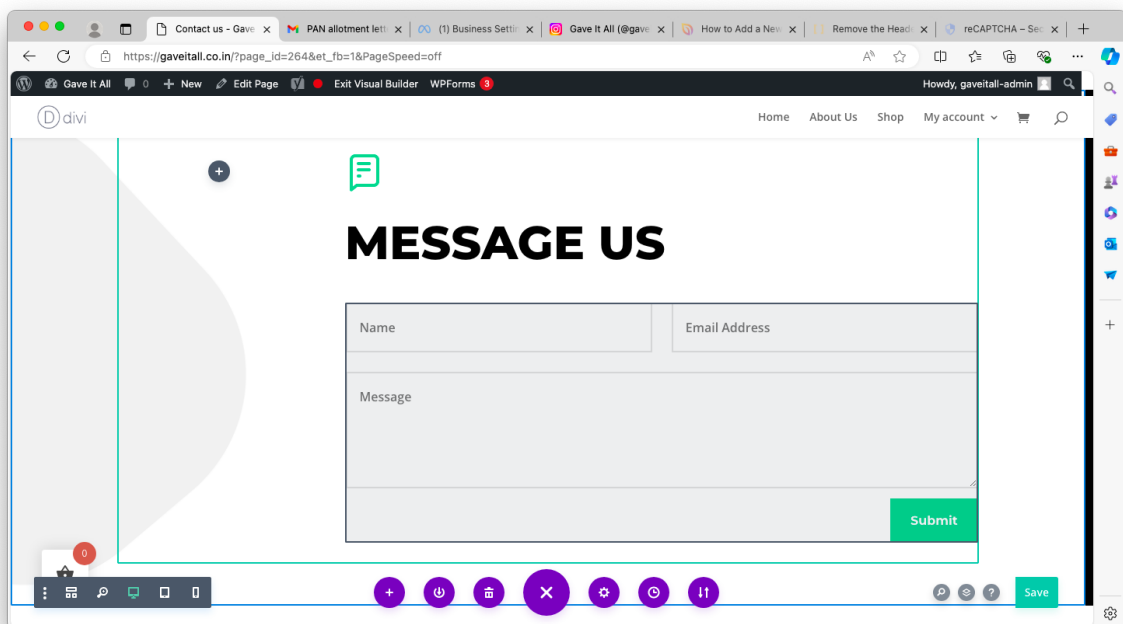 Contact us - Gave
PAN allotment lett
(1) Business Settin
Gave It All (@gave
How to Add a New
Remove the Heade
reCAPTCHA – Sec
https://gaveitall.co.in/?page_id=264&et_fb=1&PageSpeed=off
Gave It All 0 New Edit Page Exit Visual Builder WPForms 3 Howdy, gaveitall-admin
D divi Home About Us Shop My account
MESSAGE US
Name Email Address
Message
Submit
0
Save